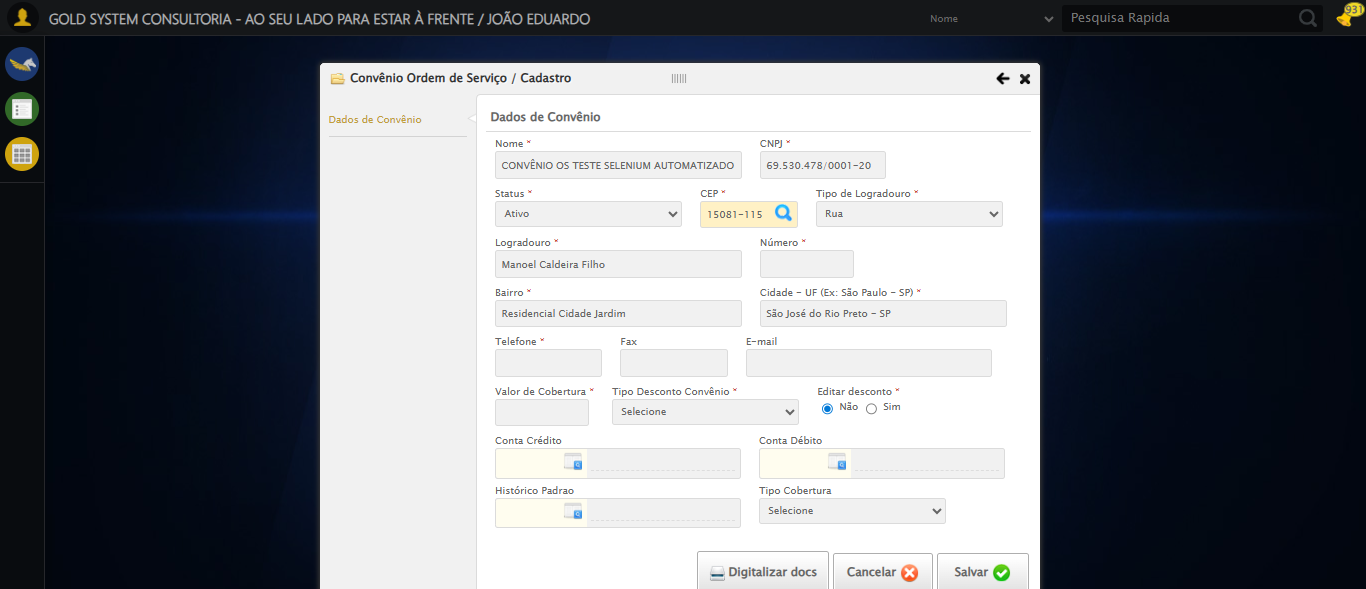 GOLD SYSTEM CONSULTORIA - AO SEU LADO PARA ESTAR À FRENTE / JOÃO EDUARDO
Nome
Pesquisa Rapida
931
Convênio Ordem de Serviço / Cadastro
Dados de Convênio
Dados de Convênio
Nome * CNPJ *
CONVÊNIO OS TESTE SELENIUM AUTOMATIZADO 69.530.478/0001-20
Status * CEP * Tipo de Logradouro *
Ativo 15081-115 Rua
Logradouro * Número *
Manoel Caldeira Filho
Bairro * Cidade - UF (Ex: São Paulo - SP) *
Residencial Cidade Jardim São José do Rio Preto - SP
Telefone * Fax E-mail
Valor de Cobertura * Tipo Desconto Convênio * Editar desconto *
Selecione Não Sim
Conta Crédito Conta Débito
Histórico Padrao Tipo Cobertura
Selecione
Digitalizar docs Cancelar Salvar